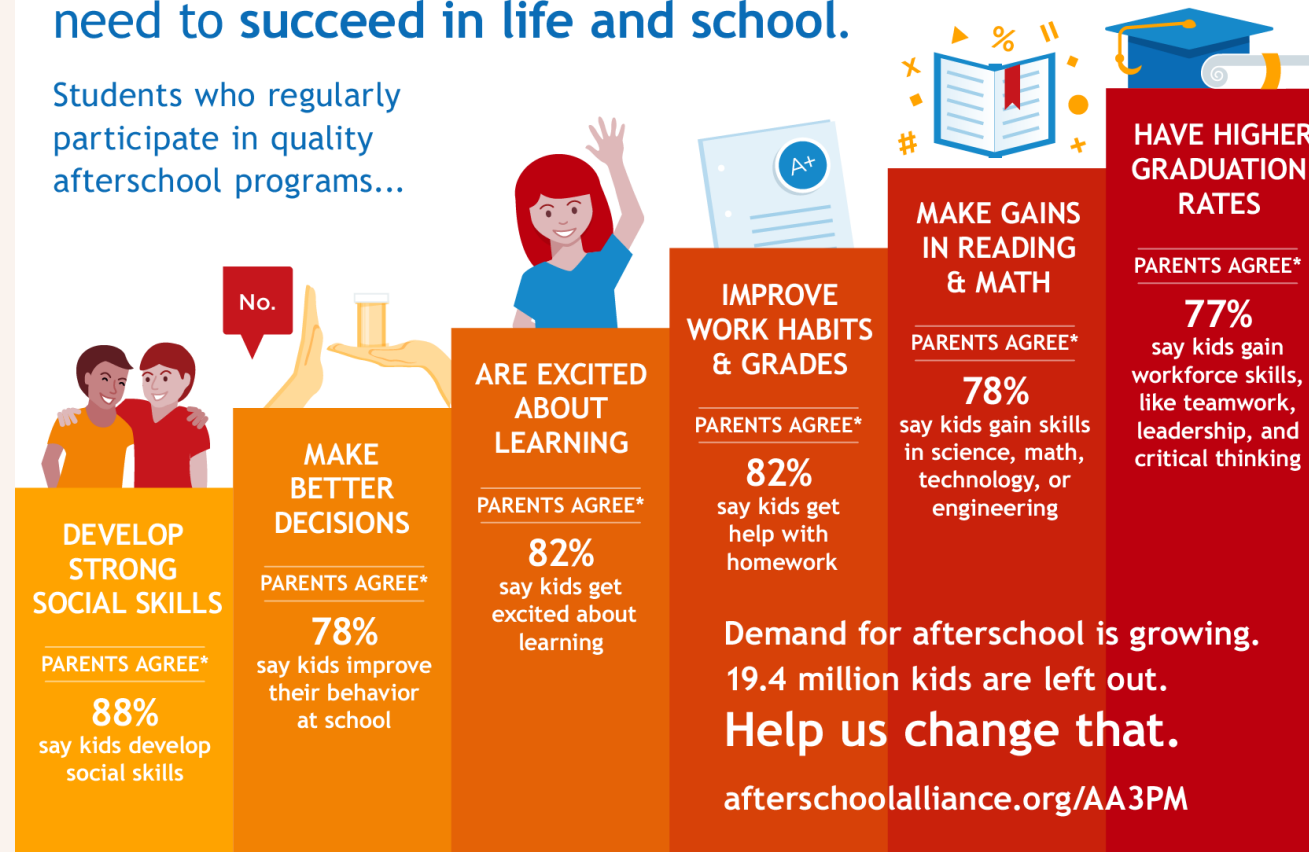 need to succeed in life and school.
Students who regularly
participate in quality
afterschool programs...
No.
A+
x
%
=
#
+
DEVELOP
STRONG
SOCIAL SKILLS
PARENTS AGREE*
88%
say kids develop
social skills
MAKE
BETTER
DECISIONS
PARENTS AGREE*
78%
say kids improve
their behavior
at school
ARE EXCITED
ABOUT
LEARNING
PARENTS AGREE*
82%
say kids get
excited about
learning
IMPROVE
WORK HABITS
& GRADES
PARENTS AGREE*
82%
say kids get
help with
homework
MAKE GAINS
IN READING
& MATH
PARENTS AGREE*
78%
say kids gain skills
in science, math,
technology, or
engineering
HAVE HIGHER
GRADUATION
RATES
PARENTS AGREE*
77%
say kids gain
workforce skills,
like teamwork,
leadership, and
critical thinking
Demand for afterschool is growing.
19.4 million kids are left out.
Help us change that.
afterschoolalliance.org/AA3PM